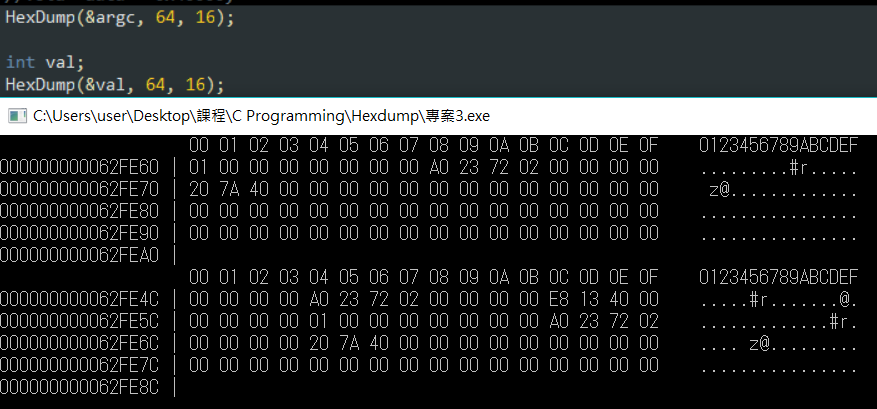 HexDump(&argc, 64, 16);
int val;
HexDump(&val, 64, 16);
C:\Users\user\Desktop\課程\C Programming\Hexdump\專案3.exe
00 01 02 03 04 05 06 07 08 09 0A 0B 0C 0D 0E 0F 0123456789ABCDEF
000000000062FE60 | 01 00 00 00 00 00 00 00 A0 23 72 02 00 00 00 00 .........#r.....
000000000062FE70 | 20 7A 40 00 00 00 00 00 00 00 00 00 00 00 00 00  z@.............
000000000062FE80 | 00 00 00 00 00 00 00 00 00 00 00 00 00 00 00 00 ................
000000000062FE90 | 00 00 00 00 00 00 00 00 00 00 00 00 00 00 00 00 ................
000000000062FEA0 |
00 01 02 03 04 05 06 07 08 09 0A 0B 0C 0D 0E 0F 0123456789ABCDEF
000000000062FE4C | 00 00 00 00 A0 23 72 02 00 00 00 00 E8 13 40 00 .....#r.......@.
000000000062FE5C | 00 00 00 00 01 00 00 00 00 00 00 00 A0 23 72 02 .............#r.
000000000062FE6C | 00 00 00 00 20 7A 40 00 00 00 00 00 00 00 00 00 .... z@.........
000000000062FE7C | 00 00 00 00 00 00 00 00 00 00 00 00 00 00 00 00 ................
000000000062FE8C |